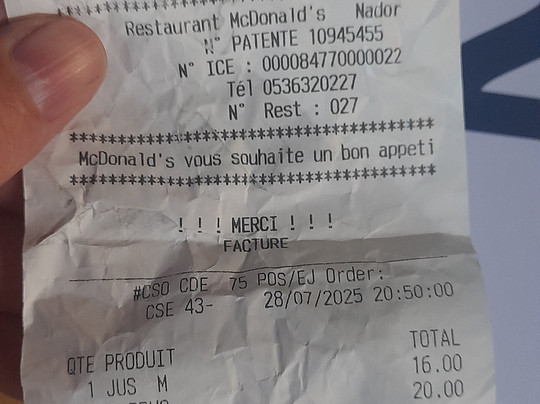 ***********************************
Restaurant McDonald's Nador
N° PATENTE 10945455
N° ICE : 000084770000022
Tél 0536320227
N° Rest : 027
***********************************
McDonald's vous souhaite un bon appeti
***********************************
! ! ! MERCI ! ! !
FACTURE
#CSO CDE 75 POS/EJ Order:
CSE 43- 28/07/2025 20:50:00
QTE PRODUIT TOTAL
1 JUS M 16.00
20.00